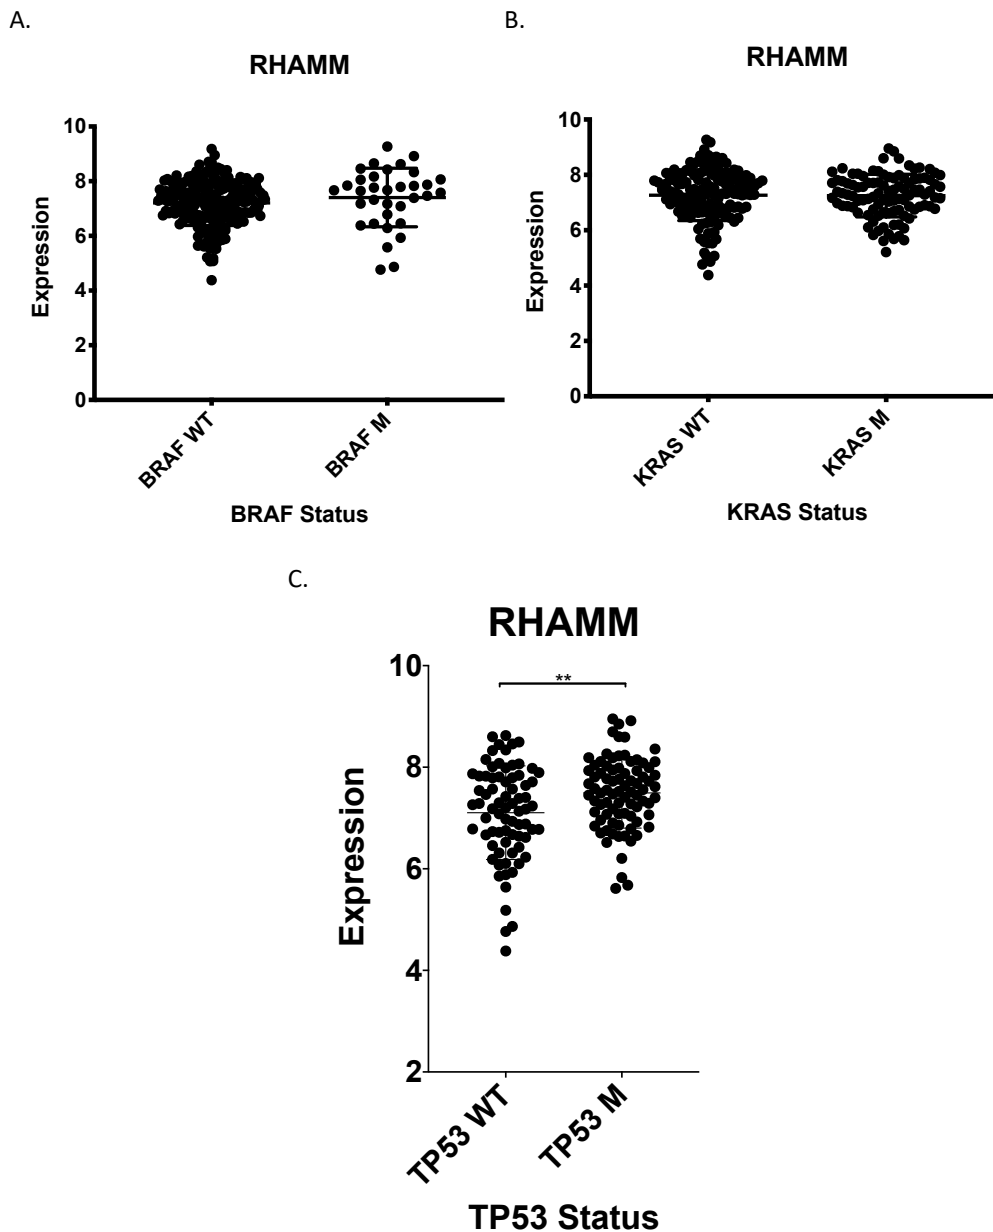 A.
RHAMM
Expression
10
8
6
4
2
0
BRAF WT
BRAF M
BRAF Status
B.
RHAMM
Expression
10
8
6
4
2
0
KRAS WT
KRAS M
KRAS Status
C.
RHAMM
Expression
10
8
6
4
2
**
TP53 WT
TP53 M
TP53 Status